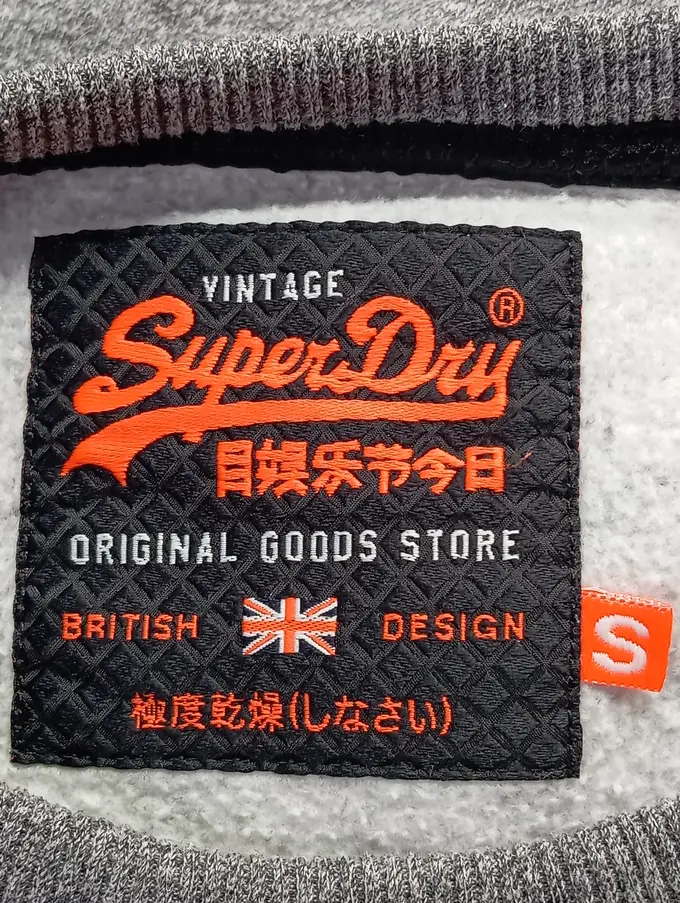 VINTAGE
SuperDry®
目娱乐节今日
ORIGINAL GOODS STORE
BRITISH DESIGN
S
極度乾燥(しなさい)